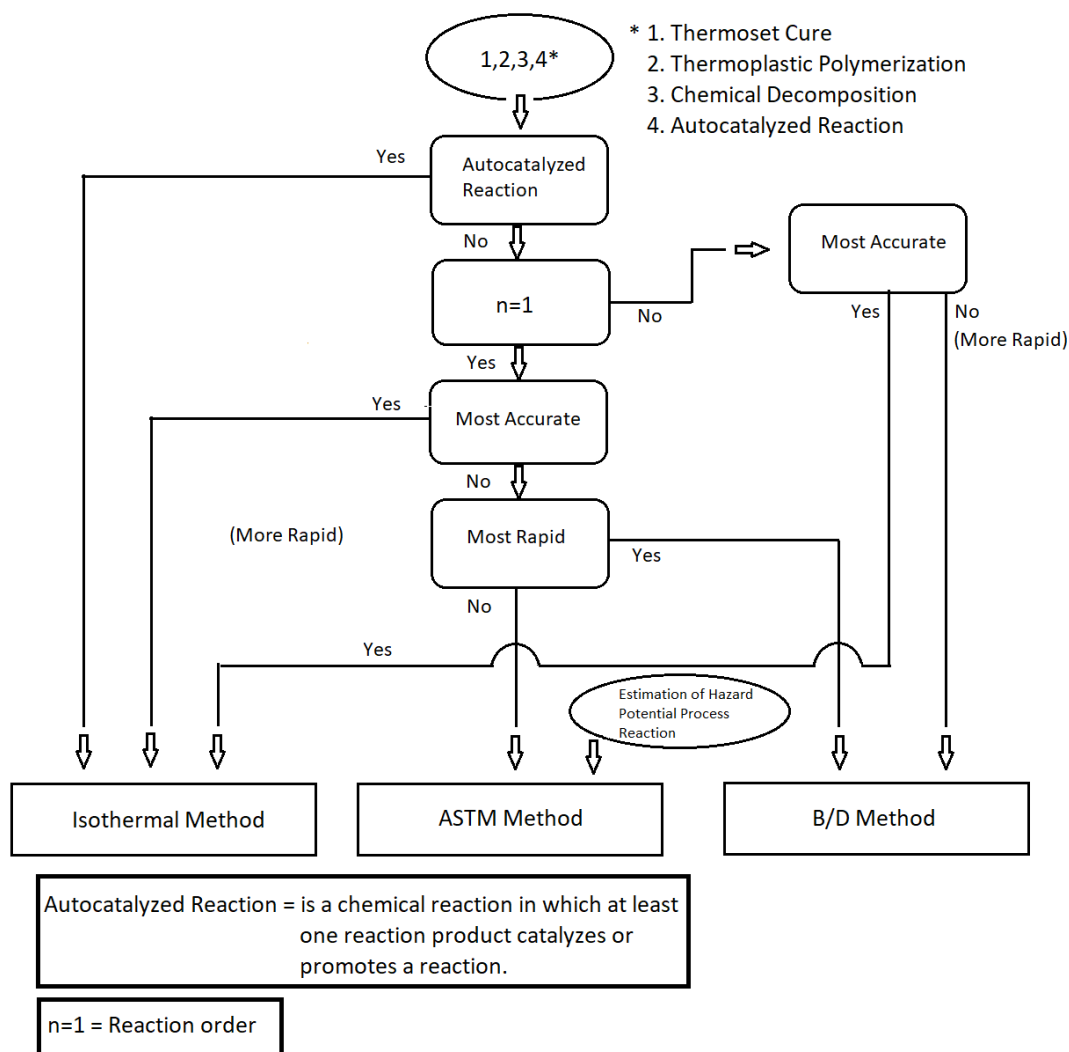 1,2,3,4*
* 1. Thermoset Cure
2. Thermoplastic Polymerization
3. Chemical Decomposition
4. Autocatalyzed Reaction
Yes
Autocatalyzed
Reaction
No
Most Accurate
n=1
No
Yes
No
(More Rapid)
Yes
Yes
Most Accurate
No
(More Rapid)
Most Rapid
Yes
No
Yes
Estimation of Hazard
Potential Process
Reaction
Isothermal Method
ASTM Method
B/D Method
Autocatalyzed Reaction = is a chemical reaction in which at least
one reaction product catalyzes or
promotes a reaction.
n=1 = Reaction order